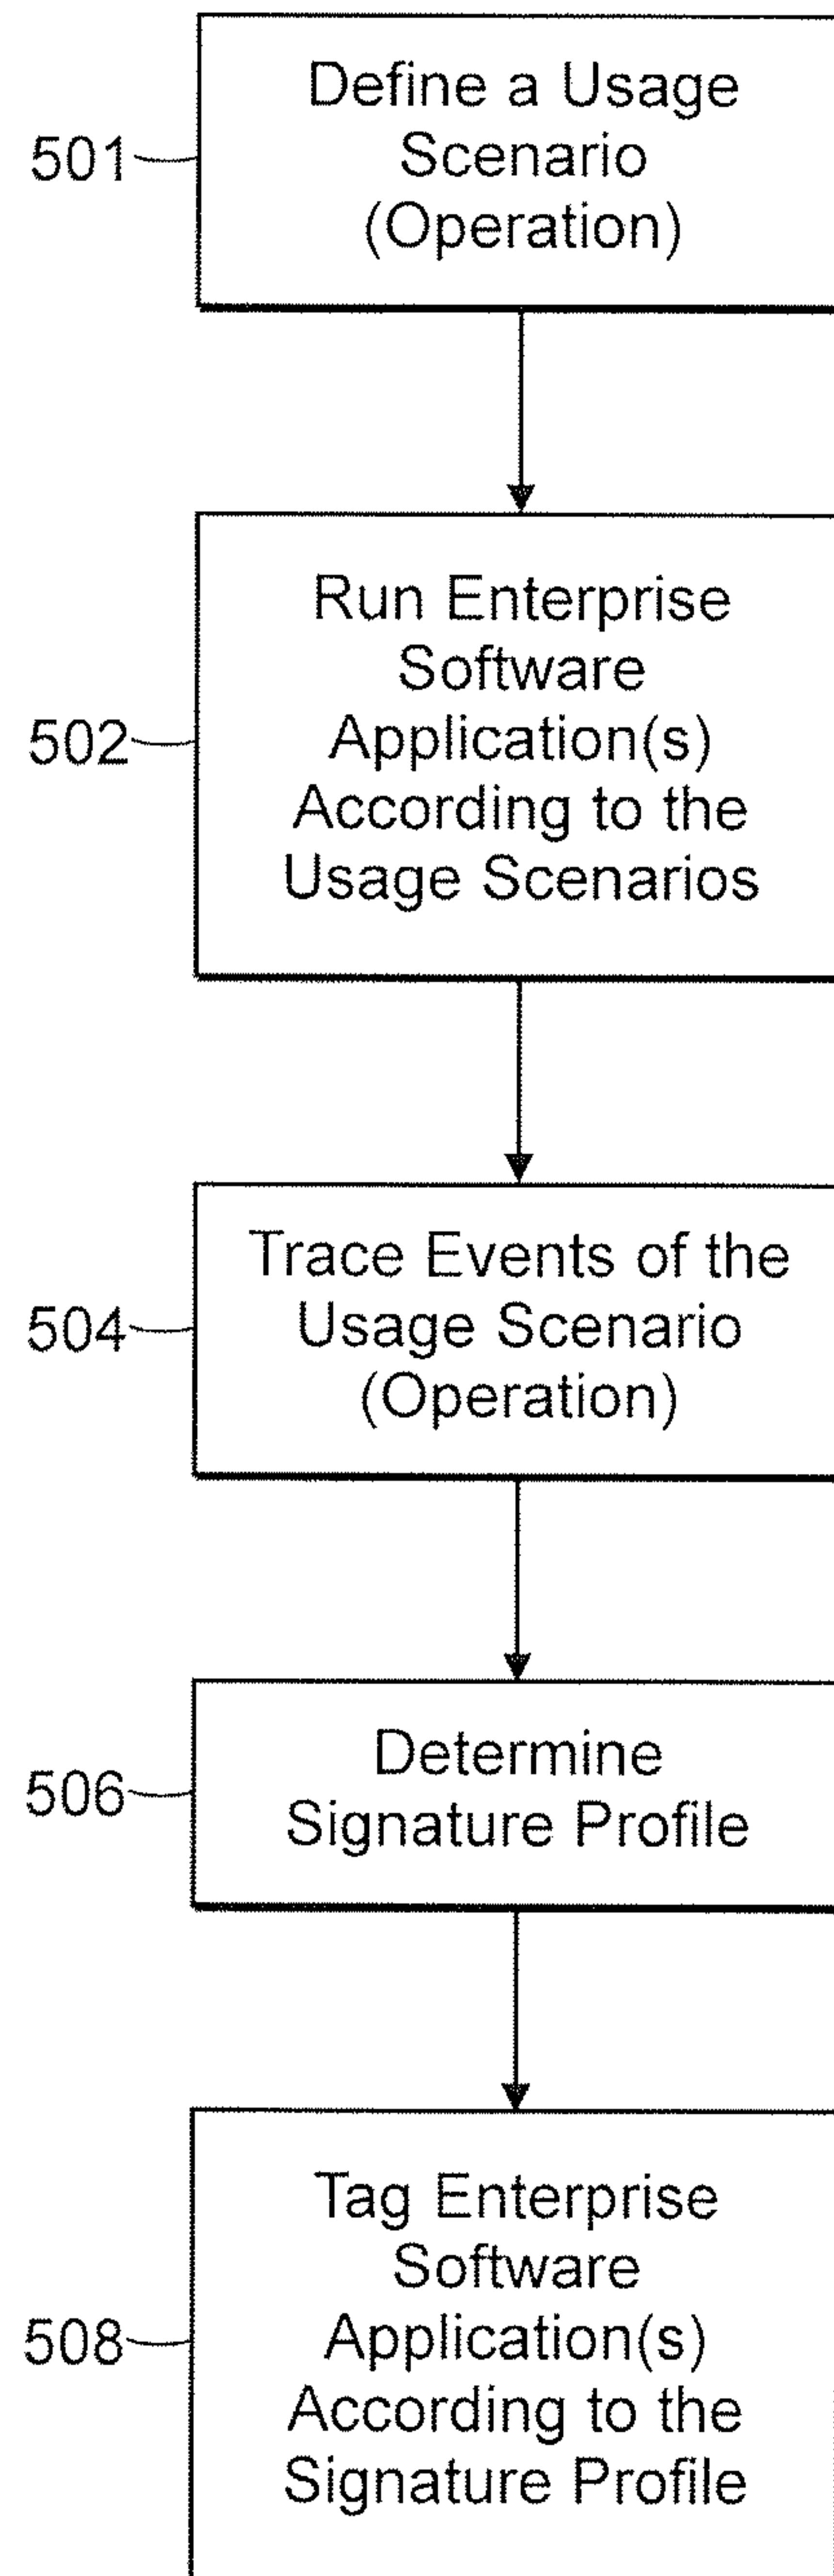 Define a Usage
Scenario
(Operation)
501
Run Enterprise
Software
Application(s)
According to the
Usage Scenarios
502
Trace Events of the
Usage Scenario
(Operation)
504
Determine
Signature Profile
506
Tag Enterprise
Software
Application(s)
According to the
Signature Profile
508